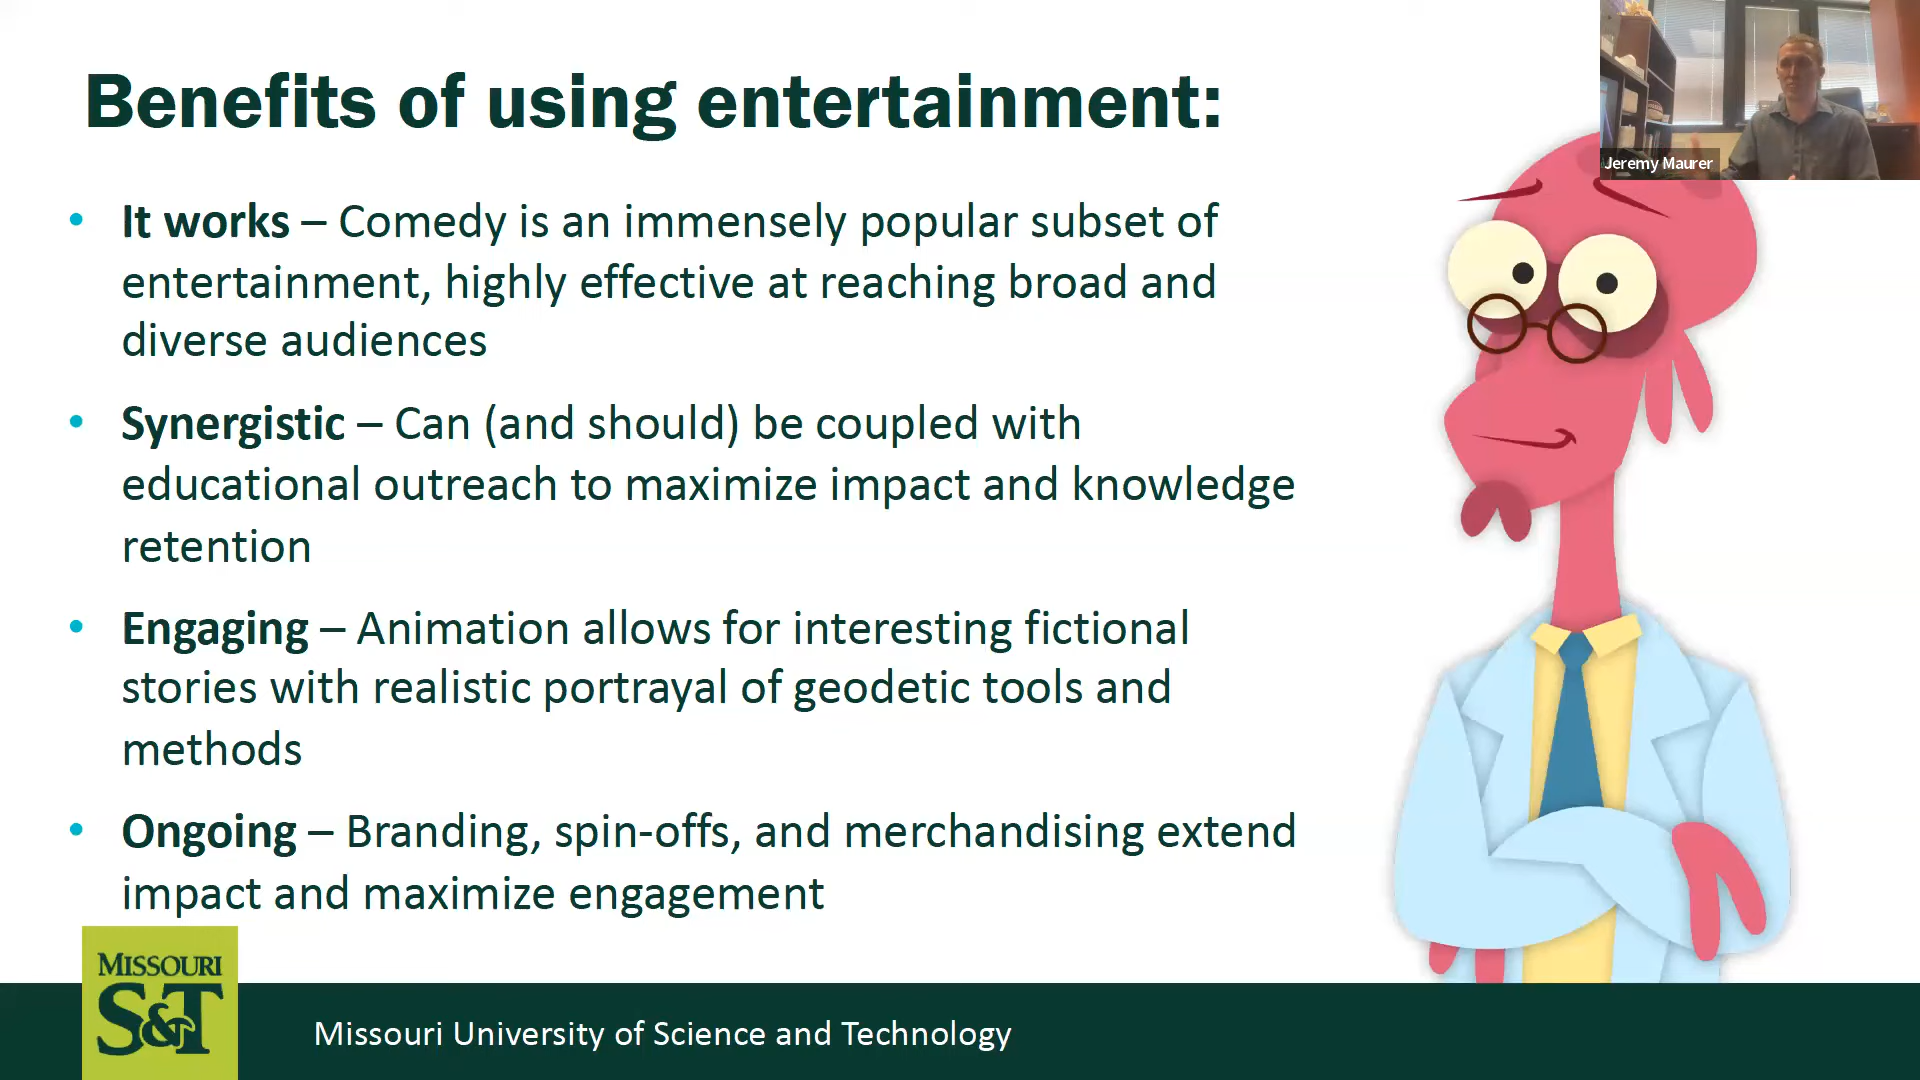 Benefits of using entertainment:
Jeremy Maurer
• It works – Comedy is an immensely popular subset of
entertainment, highly effective at reaching broad and
diverse audiences
• Synergistic – Can (and should) be coupled with
educational outreach to maximize impact and knowledge
retention
• Engaging – Animation allows for interesting fictional
stories with realistic portrayal of geodetic tools and
methods
• Ongoing – Branding, spin-offs, and merchandising extend
impact and maximize engagement
MISSOURI
S&T
Missouri University of Science and Technology